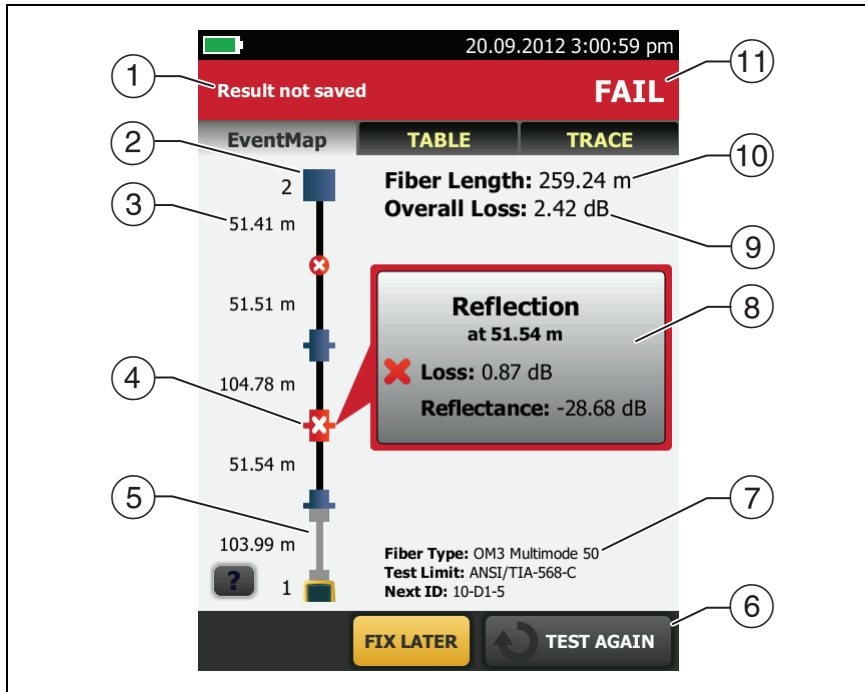 20.09.2012 3:00:59 pm
1
Result not saved
FAIL
11
EventMap
TABLE
TRACE
2
2
Fiber Length: 259.24 m
10
Overall Loss: 2.42 dB
9
3
51.41 m
51.51 m
Reflection
at 51.54 m
8
Loss: 0.87 dB
Reflectance: -28.68 dB
4
104.78 m
51.54 m
5
103.99 m
7
Fiber Type: OM3 Multimode 50
Test Limit: ANSI/TIA-568-C
Next ID: 10-D1-5
?
1
6
FIX LATER
TEST AGAIN